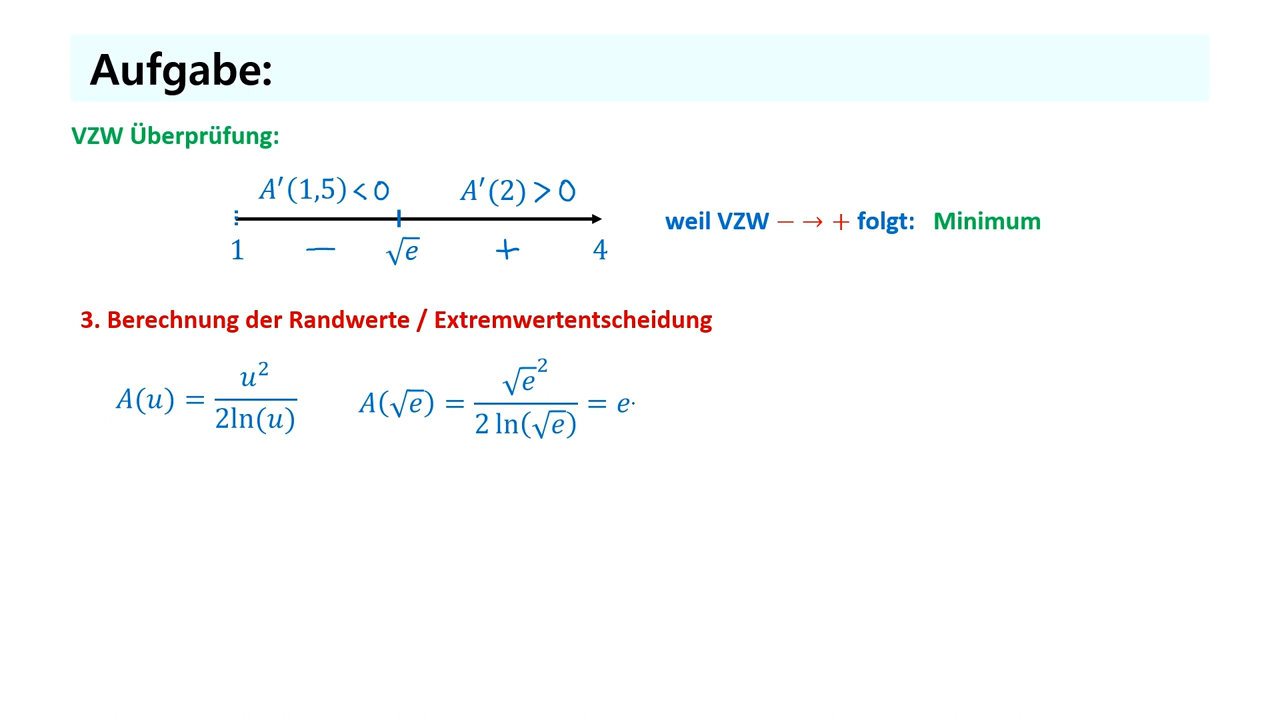 Aufgabe:
VZW Überprüfung:
A′(1,5) < 0 A′(2) > 0
1 − √e + 4
weil VZW − → + folgt: Minimum
3. Berechnung der Randwerte / Extremwertentscheidung
A(u) = u² / 2ln(u) A(√e) = √e² / 2 ln(√e) = e·